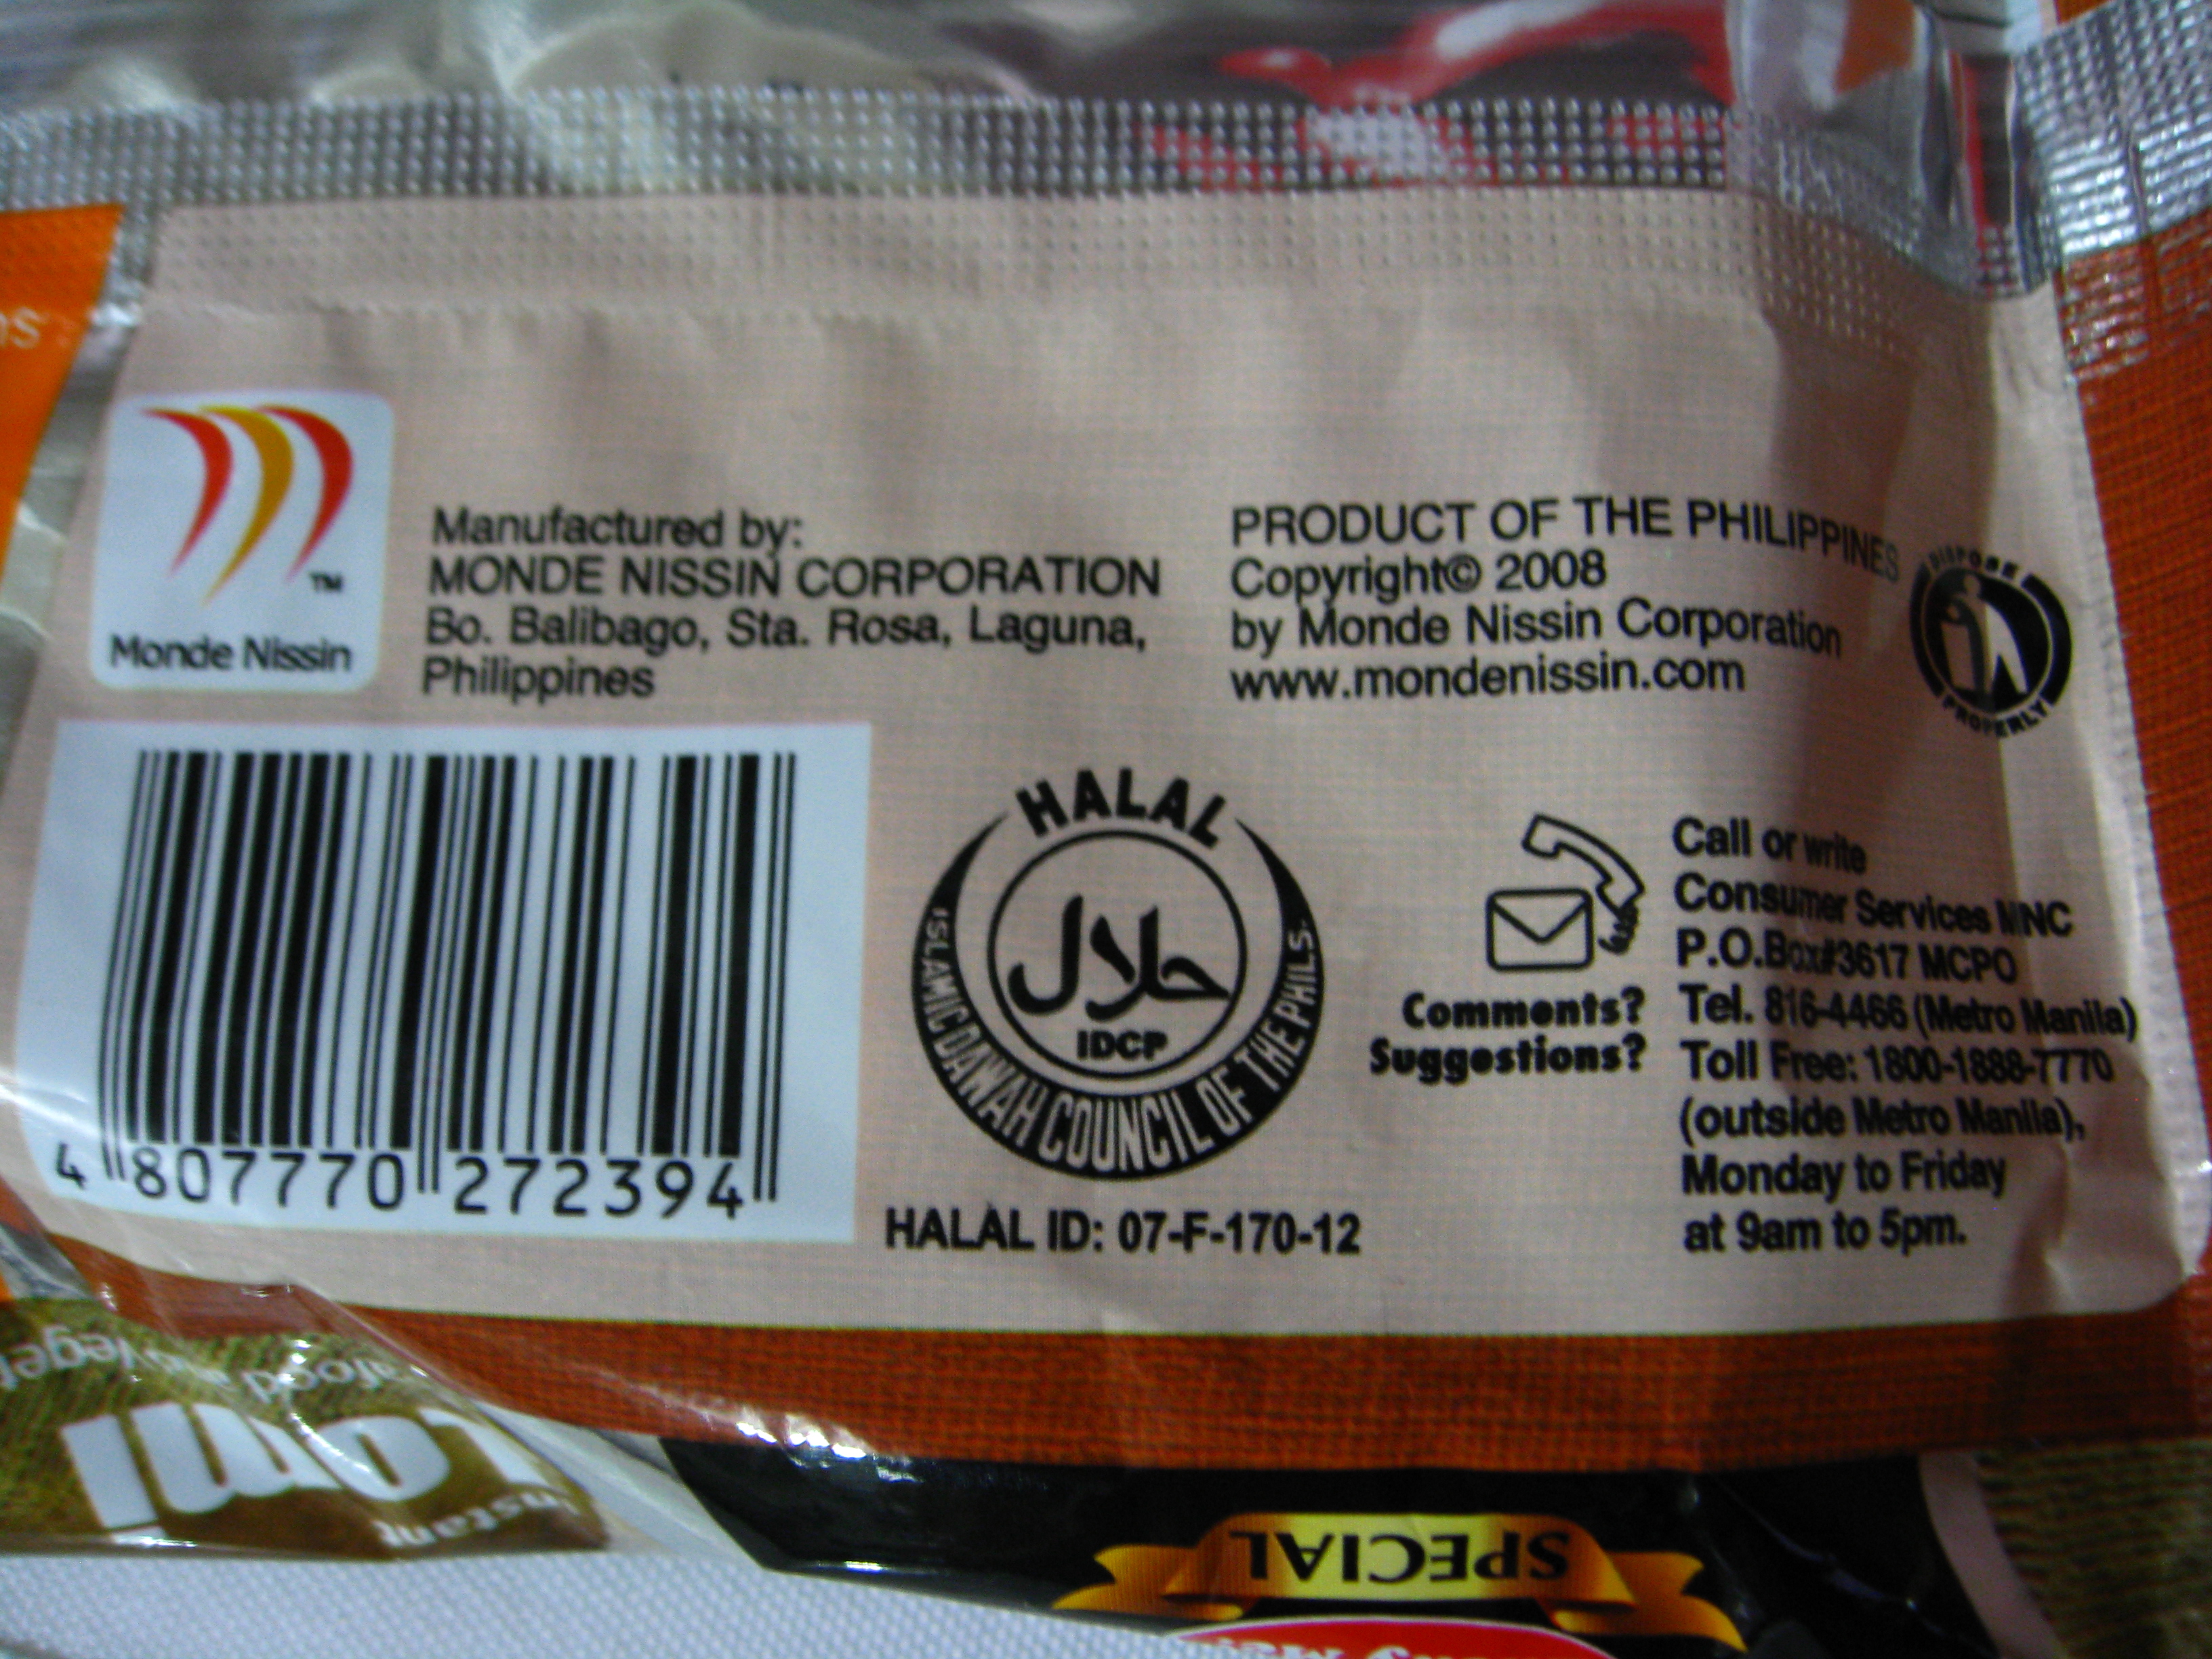 ns
Monde Nissin
TM
Manufactured by:
MONDE NISSIN CORPORATION
Bo. Balibago, Sta. Rosa, Laguna,
Philippines
PRODUCT OF THE PHILIPPINES
Copyright© 2008
by Monde Nissin Corporation
www.mondenissin.com
DISPOSE
PROPERLY
4 807770 272394
HALAL
حلال
IDCP
ISLAMIC DAWAH COUNCIL OF THE PHILS.
HALAL ID: 07-F-170-12
Comments?
Suggestions?
Call or write
Consumer Services MNC
P.O.Box#3617 MCPO
Tel. 816-4466 (Metro Manila)
Toll Free: 1800-1888-7770
(outside Metro Manila),
Monday to Friday
at 9am to 5pm.
Instant
Lomi
SPECIAL